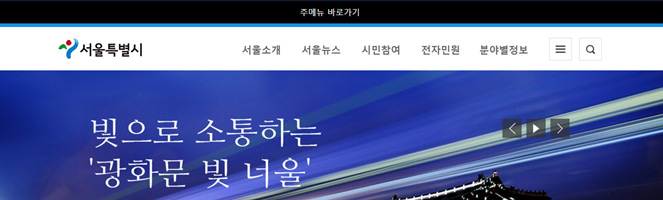 주메뉴 바로가기
서울특별시
서울소개 서울뉴스 시민참여 전자민원 분야별정보
빛으로 소통하는
'광화문 빛 너울'